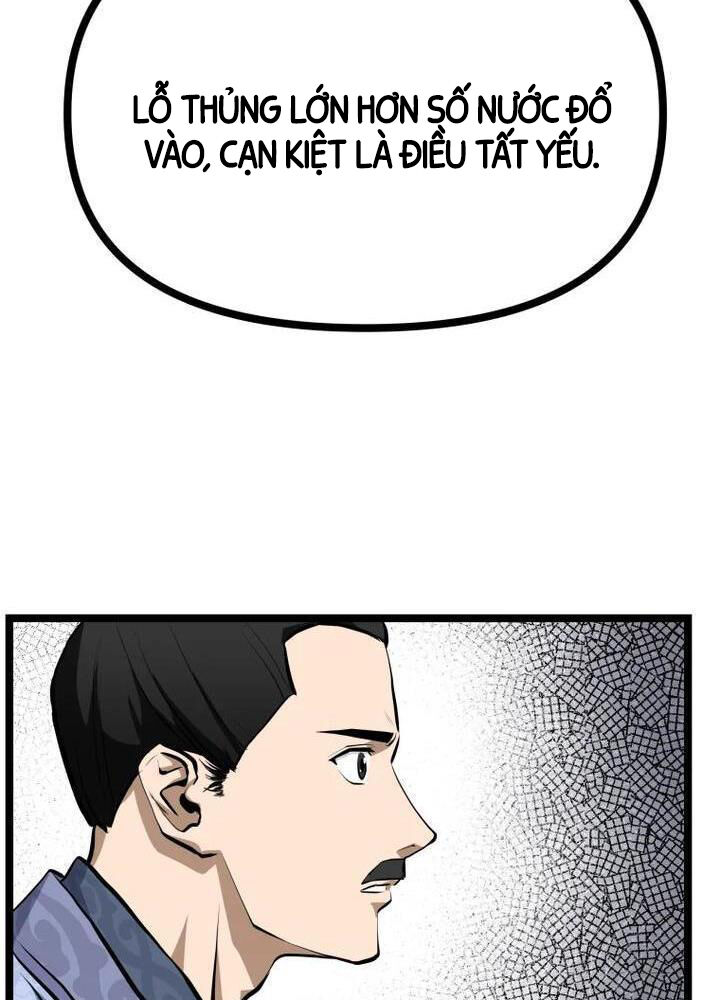 LỖ THỦNG LỚN HƠN SỐ NƯỚC ĐỔ
VÀO, CẠN KIỆT LÀ ĐIỀU TẤT YẾU.